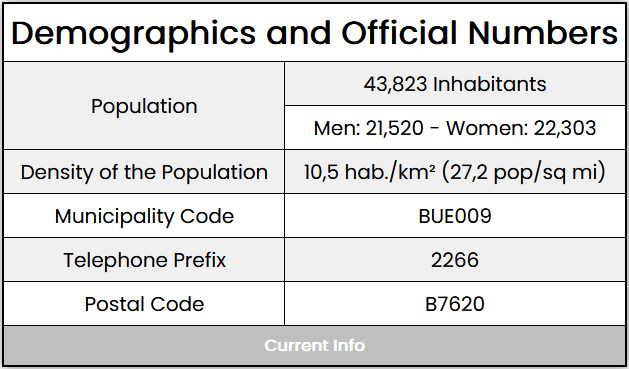 Demographics and Official Numbers
Population
43,823 Inhabitants
Men: 21,520 - Women: 22,303
Density of the Population
10,5 hab./km² (27,2 pop/sq mi)
Municipality Code
BUE009
Telephone Prefix
2266
Postal Code
B7620
Current Info